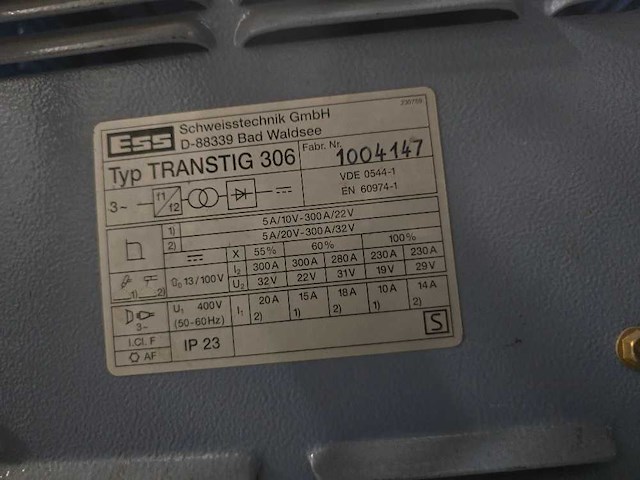 236758
ESS Schweisstechnik GmbH
D-88339 Bad Waldsee
Typ TRANSTIG 306
Fabr. Nr. 1004147
3~ f1 f2
VDE 0544-1
EN 60974-1
1) 5A/10V-300A/22V
2) 5A/20V-300A/32V
X 55% 60% 100%
1) 2) U0 13/100V
I2 300A 300A 280A 230A 230A
U2 32V 22V 31V 19V 29V
3~ U1 400V (50-60Hz)
I1 20A 2) 15A 1) 18A 2) 10A 1) 14A 2)
I.Cl. F
AF
IP 23
S